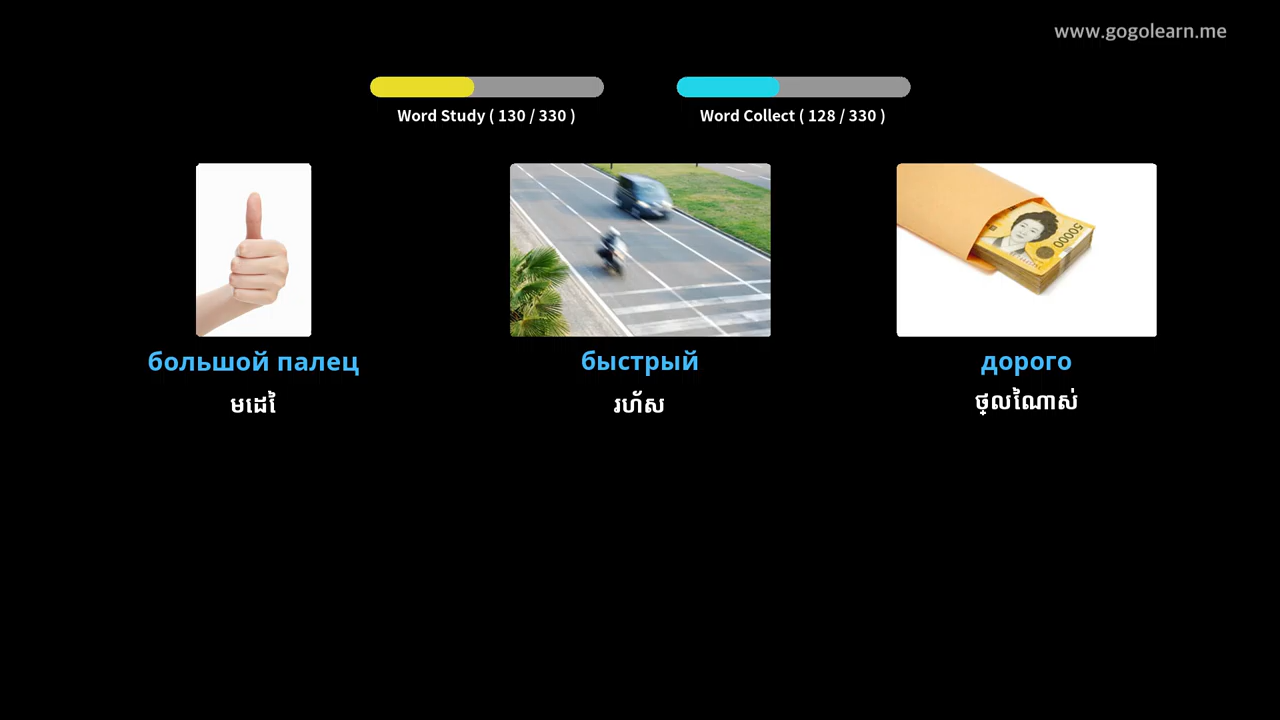 www.gogolearn.me
Word Study ( 130 / 330 )
Word Collect ( 128 / 330 )
50000
большой палец
быстрый
дорого
មដេៃ
រហ័ស
ថ្លៃណាស់